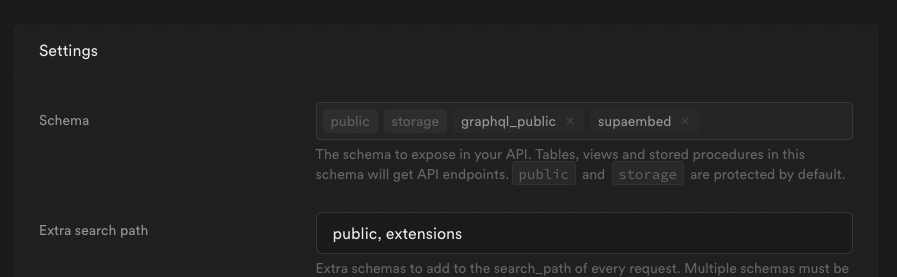 Settings
Schema
public storage graphql_public × supaembed ×
The schema to expose in your API. Tables, views and stored procedures in this
schema will get API endpoints. public and storage are protected by default.
Extra search path
public, extensions
Extra schemas to add to the search_path of every request. Multiple schemas must be